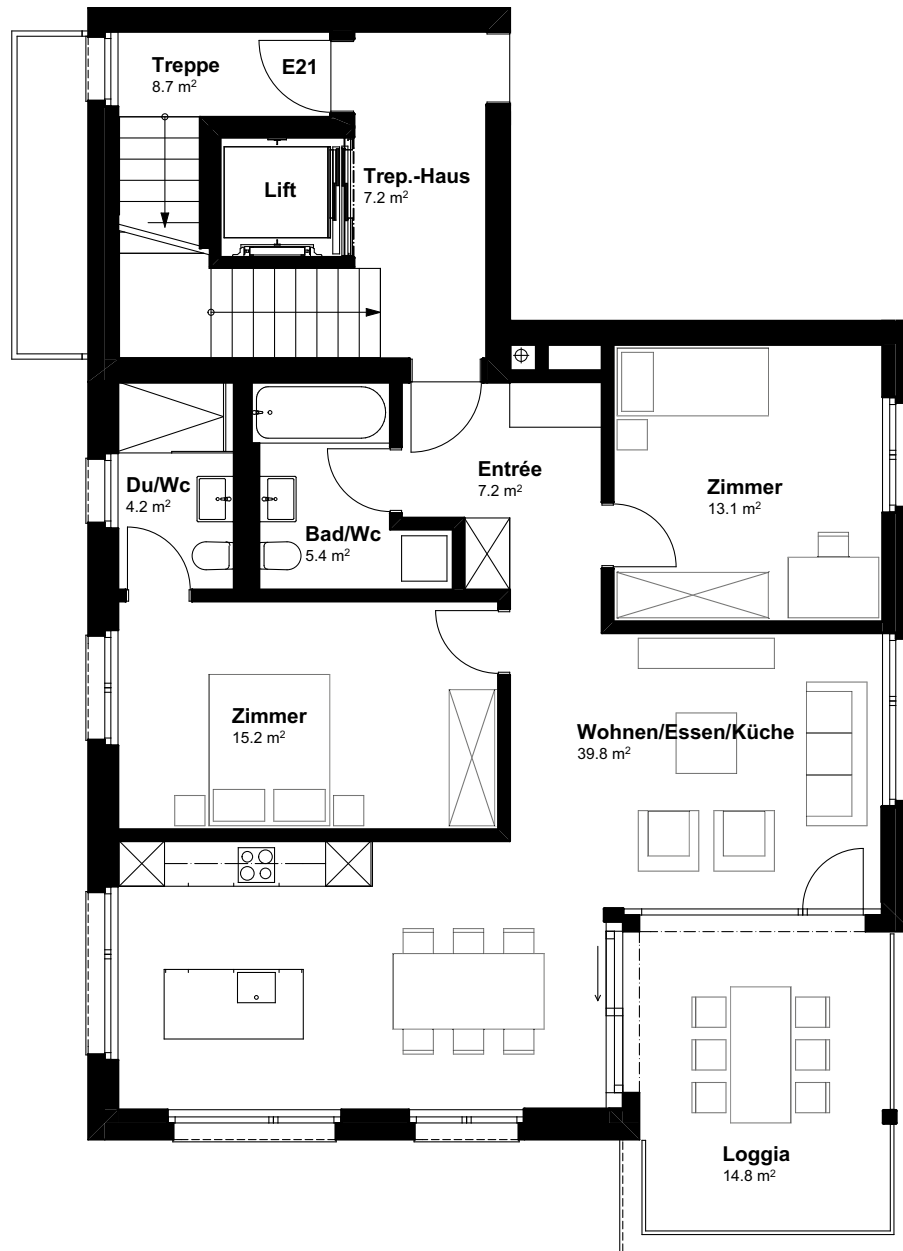 Treppe
8.7 m²
E21
Lift
Trep.-Haus
7.2 m²
Du/Wc
4.2 m²
Bad/Wc
5.4 m²
Entrée
7.2 m²
Zimmer
13.1 m²
Zimmer
15.2 m²
Wohnen/Essen/Küche
39.8 m²
Loggia
14.8 m²